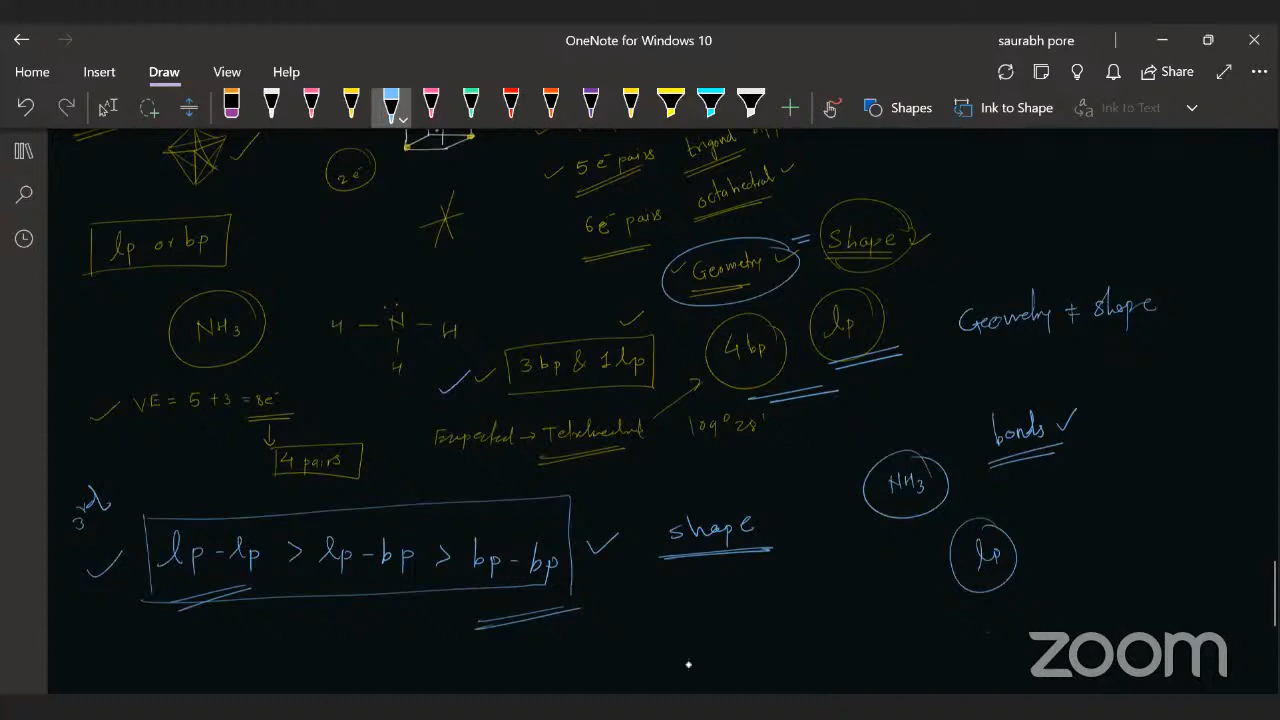 OneNote for Windows 10
saurabh pore
Home Insert Draw View Help
Share
Shapes
Ink to Shape
Ink to Text
2e⁻
5 e⁻ pairs trigonal
6e⁻ pairs octahedral
lp or bp
Geometry = Shape
NH3
H — N — H
H
3 bp & 1 lp
4 bp
lp
Geometry ≠ shape
VE = 5 + 3 = 8e⁻
4 pairs
Expected → Tetrahedral
109° 28'
bonds
NH3
3rd
lp - lp > lp - bp > bp - bp
shape
lp
zoom